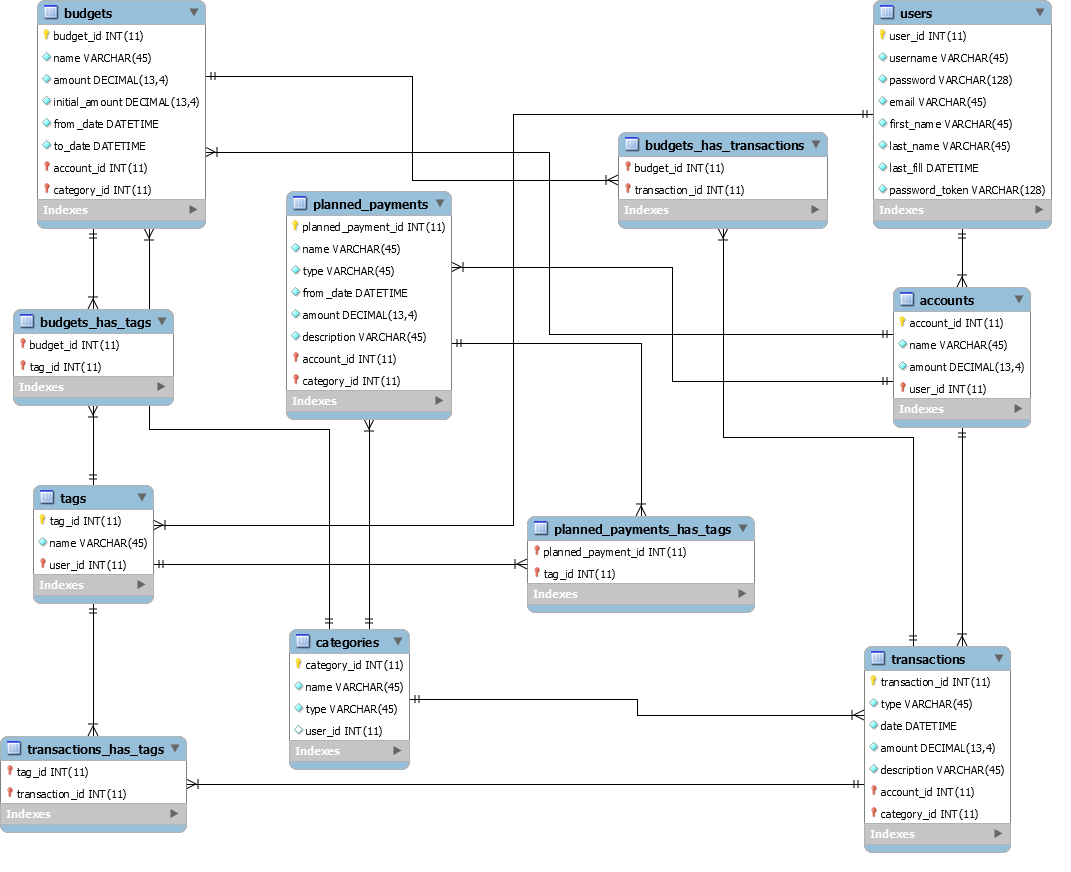 budgets
budget_id INT(11)
name VARCHAR(45)
amount DECIMAL(13,4)
initial_amount DECIMAL(13,4)
from_date DATETIME
to_date DATETIME
account_id INT(11)
category_id INT(11)
Indexes
users
user_id INT(11)
username VARCHAR(45)
password VARCHAR(128)
email VARCHAR(45)
first_name VARCHAR(45)
last_name VARCHAR(45)
last_fill DATETIME
password_token VARCHAR(128)
Indexes
budgets_has_transactions
budget_id INT(11)
transaction_id INT(11)
Indexes
planned_payments
planned_payment_id INT(11)
name VARCHAR(45)
type VARCHAR(45)
from_date DATETIME
amount DECIMAL(13,4)
description VARCHAR(45)
account_id INT(11)
category_id INT(11)
Indexes
accounts
account_id INT(11)
name VARCHAR(45)
amount DECIMAL(13,4)
user_id INT(11)
Indexes
budgets_has_tags
budget_id INT(11)
tag_id INT(11)
Indexes
tags
tag_id INT(11)
name VARCHAR(45)
user_id INT(11)
Indexes
planned_payments_has_tags
planned_payment_id INT(11)
tag_id INT(11)
Indexes
categories
category_id INT(11)
name VARCHAR(45)
type VARCHAR(45)
user_id INT(11)
Indexes
transactions
transaction_id INT(11)
type VARCHAR(45)
date DATETIME
amount DECIMAL(13,4)
description VARCHAR(45)
account_id INT(11)
category_id INT(11)
Indexes
transactions_has_tags
tag_id INT(11)
transaction_id INT(11)
Indexes